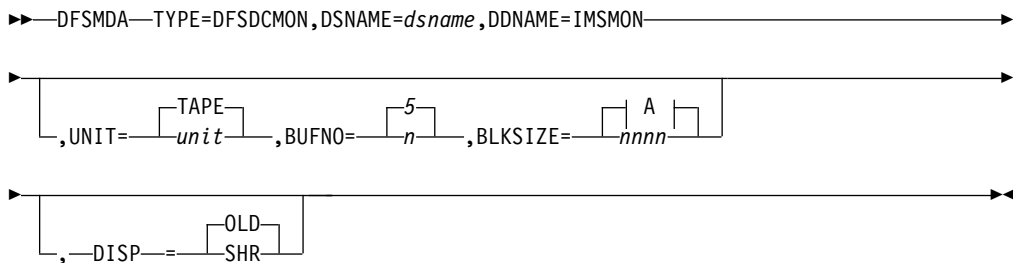 DFSMDA TYPE=DFSDCMON,DSNAME=dsname,DDNAME=IMSMON
TAPE 5 A
,UNIT= unit ,BUFNO= n ,BLKSIZE= nnnn
OLD
, DISP = SHR